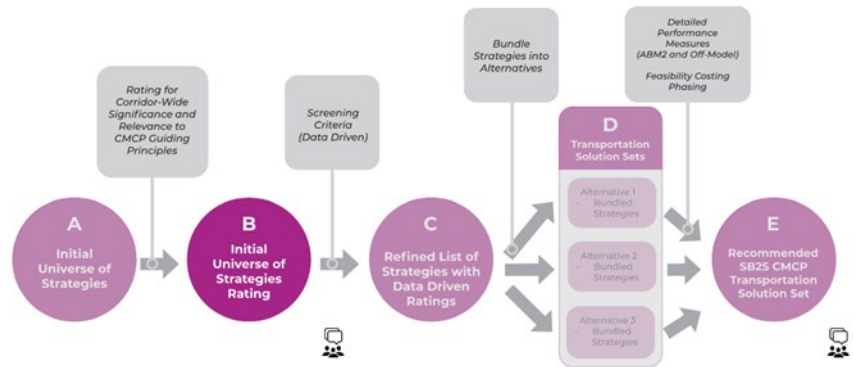 Rating for
Corridor-Wide
Significance and
Relevance to
CMCP Guiding
Principles
Screening
Criteria
(Data Driven)
Bundle
Strategies into
Alternatives
Detailed
Performance
Measures
(ABM2 and Off-Model)
Feasibility Costing
Phasing
A
Initial
Universe of
Strategies
B
Initial
Universe of
Strategies
Rating
C
Refined List of
Strategies with
Data Driven
Ratings
D
Transportation
Solution Sets
Alternative 1
- Bundled
Strategies
Alternative 2
- Bundled
Strategies
Alternative 3
- Bundled
Strategies
E
Recommended
SB2S CMCP
Transportation
Solution Set